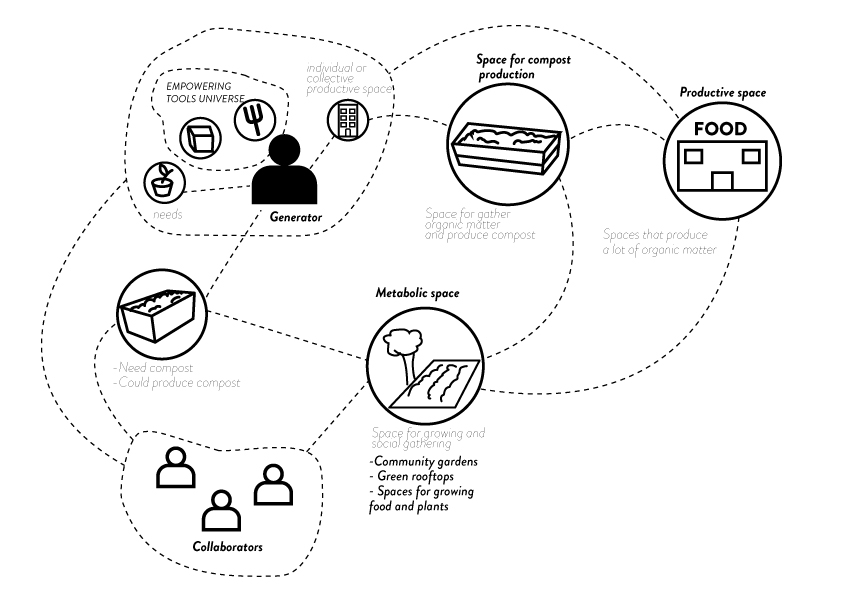 EMPOWERING
TOOLS UNIVERSE
individual or
collective
productive space
needs
Generator
Space for compost
production
Space for gather
organic matter
and produce compost
Productive space
FOOD
Spaces that produce
a lot of organic matter
-Need compost
-Could produce compost
Metabolic space
Space for growing and
social gathering
-Community gardens
- Green rooftops
- Spaces for growing
food and plants
Collaborators